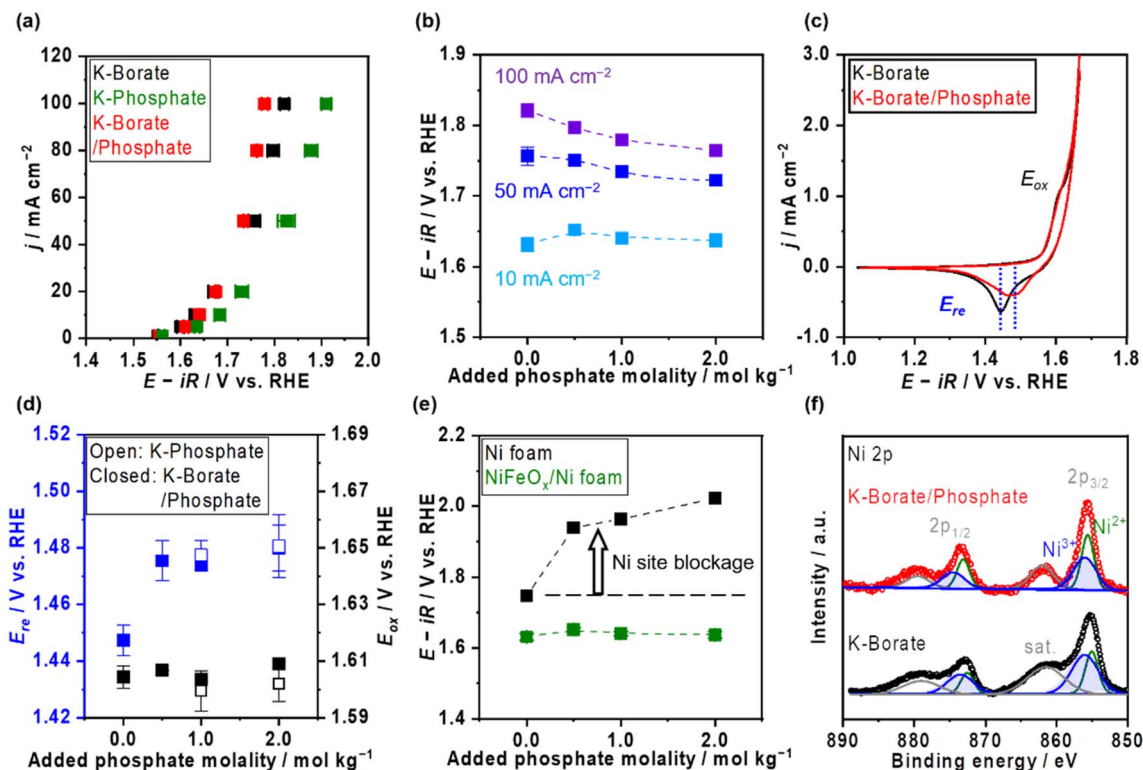 (a)
120
100
80
60
40
20
0
j / mA cm⁻²
K-Borate
K-Phosphate
K-Borate
/Phosphate
1.4 1.5 1.6 1.7 1.8 1.9 2.0
E − iR / V vs. RHE
(b)
1.9
1.8
1.7
1.6
1.5
E − iR / V vs. RHE
100 mA cm⁻²
50 mA cm⁻²
10 mA cm⁻²
0.0 0.5 1.0 1.5 2.0
Added phosphate molality / mol kg⁻¹
(c)
3.0
2.0
1.0
0.0
-1.0
j / mA cm⁻²
K-Borate
K-Borate/Phosphate
Eox
Ere
1.0 1.2 1.4 1.6 1.8
E − iR / V vs. RHE
(d)
1.52
1.50
1.48
1.46
1.44
1.42
Ere / V vs. RHE
Open: K-Phosphate
Closed: K-Borate
/Phosphate
1.69
1.67
1.65
1.63
1.61
1.59
Eox / V vs. RHE
0.0 0.5 1.0 1.5 2.0
Added phosphate molality / mol kg⁻¹
(e)
2.2
2.0
1.8
1.6
1.4
E − iR / V vs. RHE
Ni foam
NiFeOx/Ni foam
Ni site blockage
0.0 0.5 1.0 1.5 2.0
Added phosphate molality / mol kg⁻¹
(f)
Intensity / a.u.
Ni 2p
K-Borate/Phosphate
2p3/2
2p1/2
Ni²⁺
Ni³⁺
K-Borate
sat.
890 880 870 860 850
Binding energy / eV